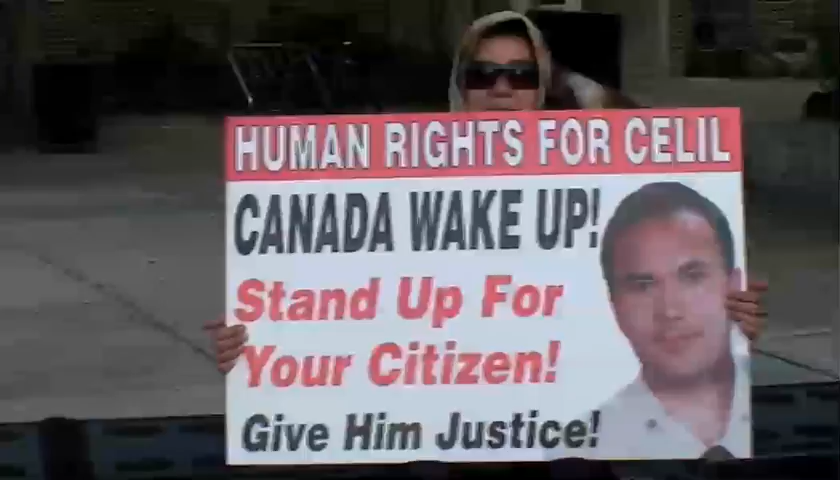 HUMAN RIGHTS FOR CELIL
CANADA WAKE UP!
Stand Up For
Your Citizen!
Give Him Justice!